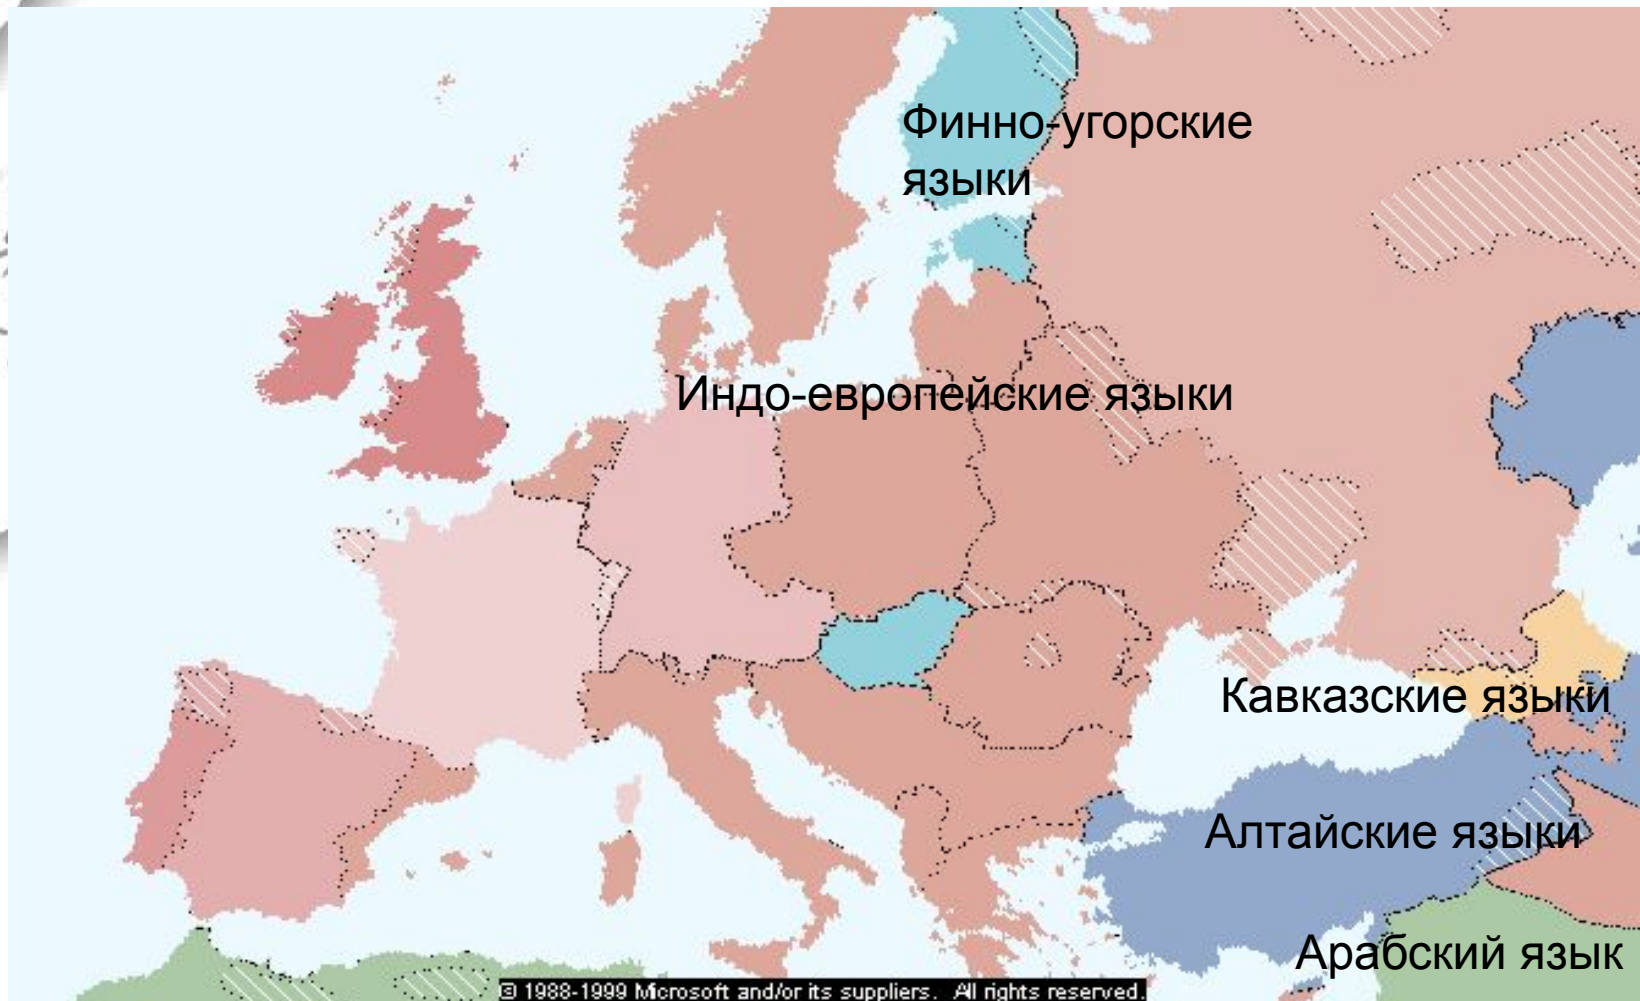 Финно-угорские
языки
Индо-европейские языки
Кавказские языки
Алтайские языки
Арабский язык
© 1988-1999 Microsoft and/or its suppliers. All rights reserved.